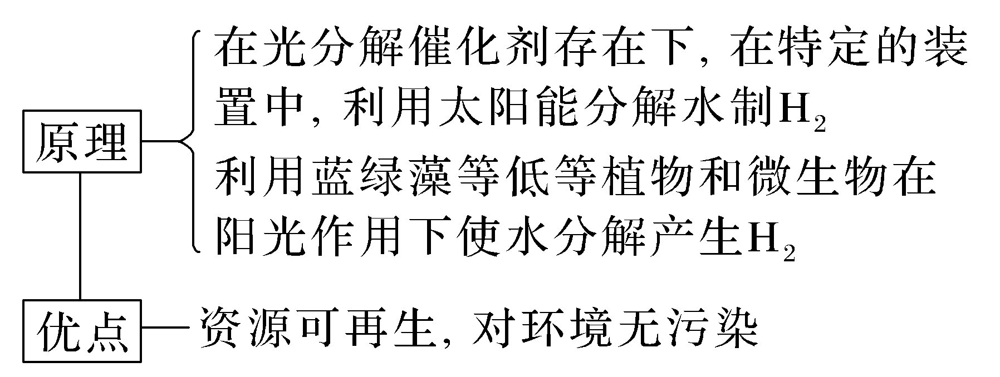 在光分解催化剂存在下,在特定的装
置中,利用太阳能分解水制H₂
原理
利用蓝绿藻等低等植物和微生物在
阳光作用下使水分解产生H₂
优点
资源可再生,对环境无污染